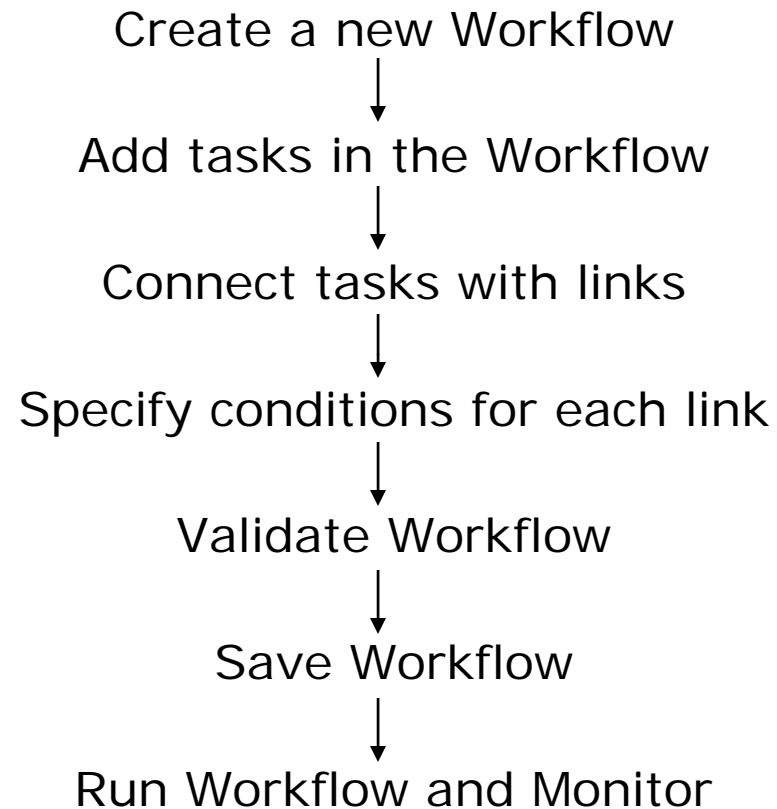 Create a new Workflow
Add tasks in the Workflow
Connect tasks with links
Specify conditions for each link
Validate Workflow
Save Workflow
Run Workflow and Monitor